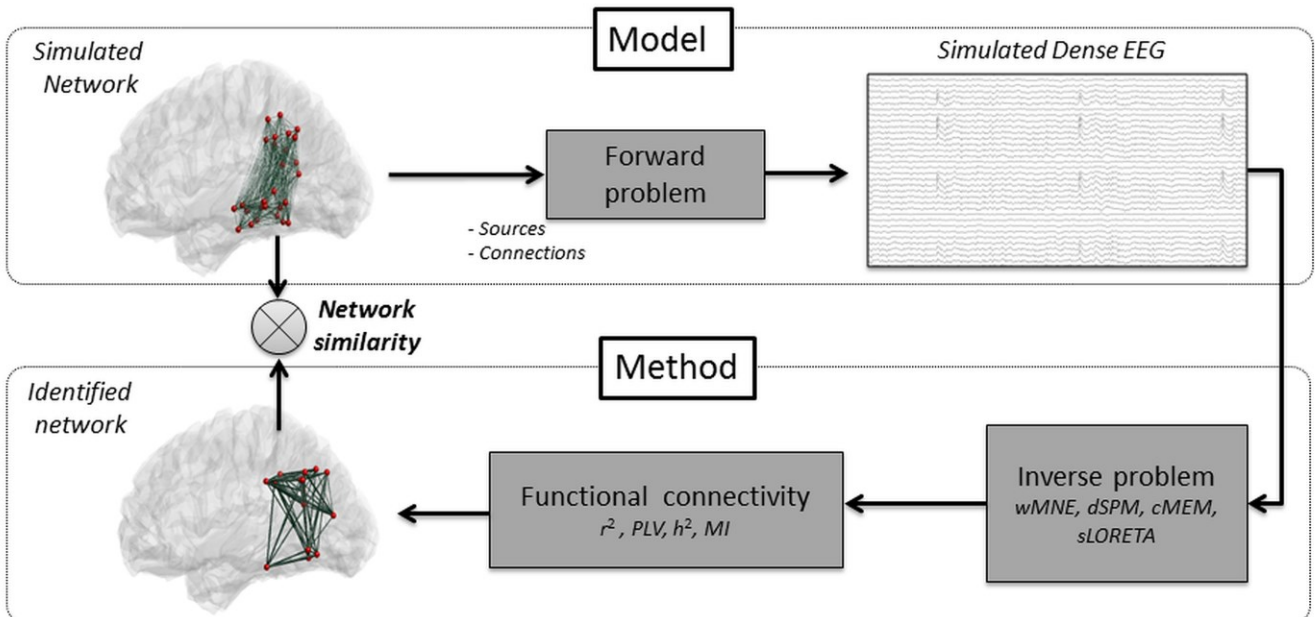 Model
Simulated
Network
Simulated Dense EEG
Forward
problem
- Sources
- Connections
Network
similarity
Method
Identified
network
Functional connectivity
r², PLV, h², MI
Inverse problem
wMNE, dSPM, cMEM,
sLORETA